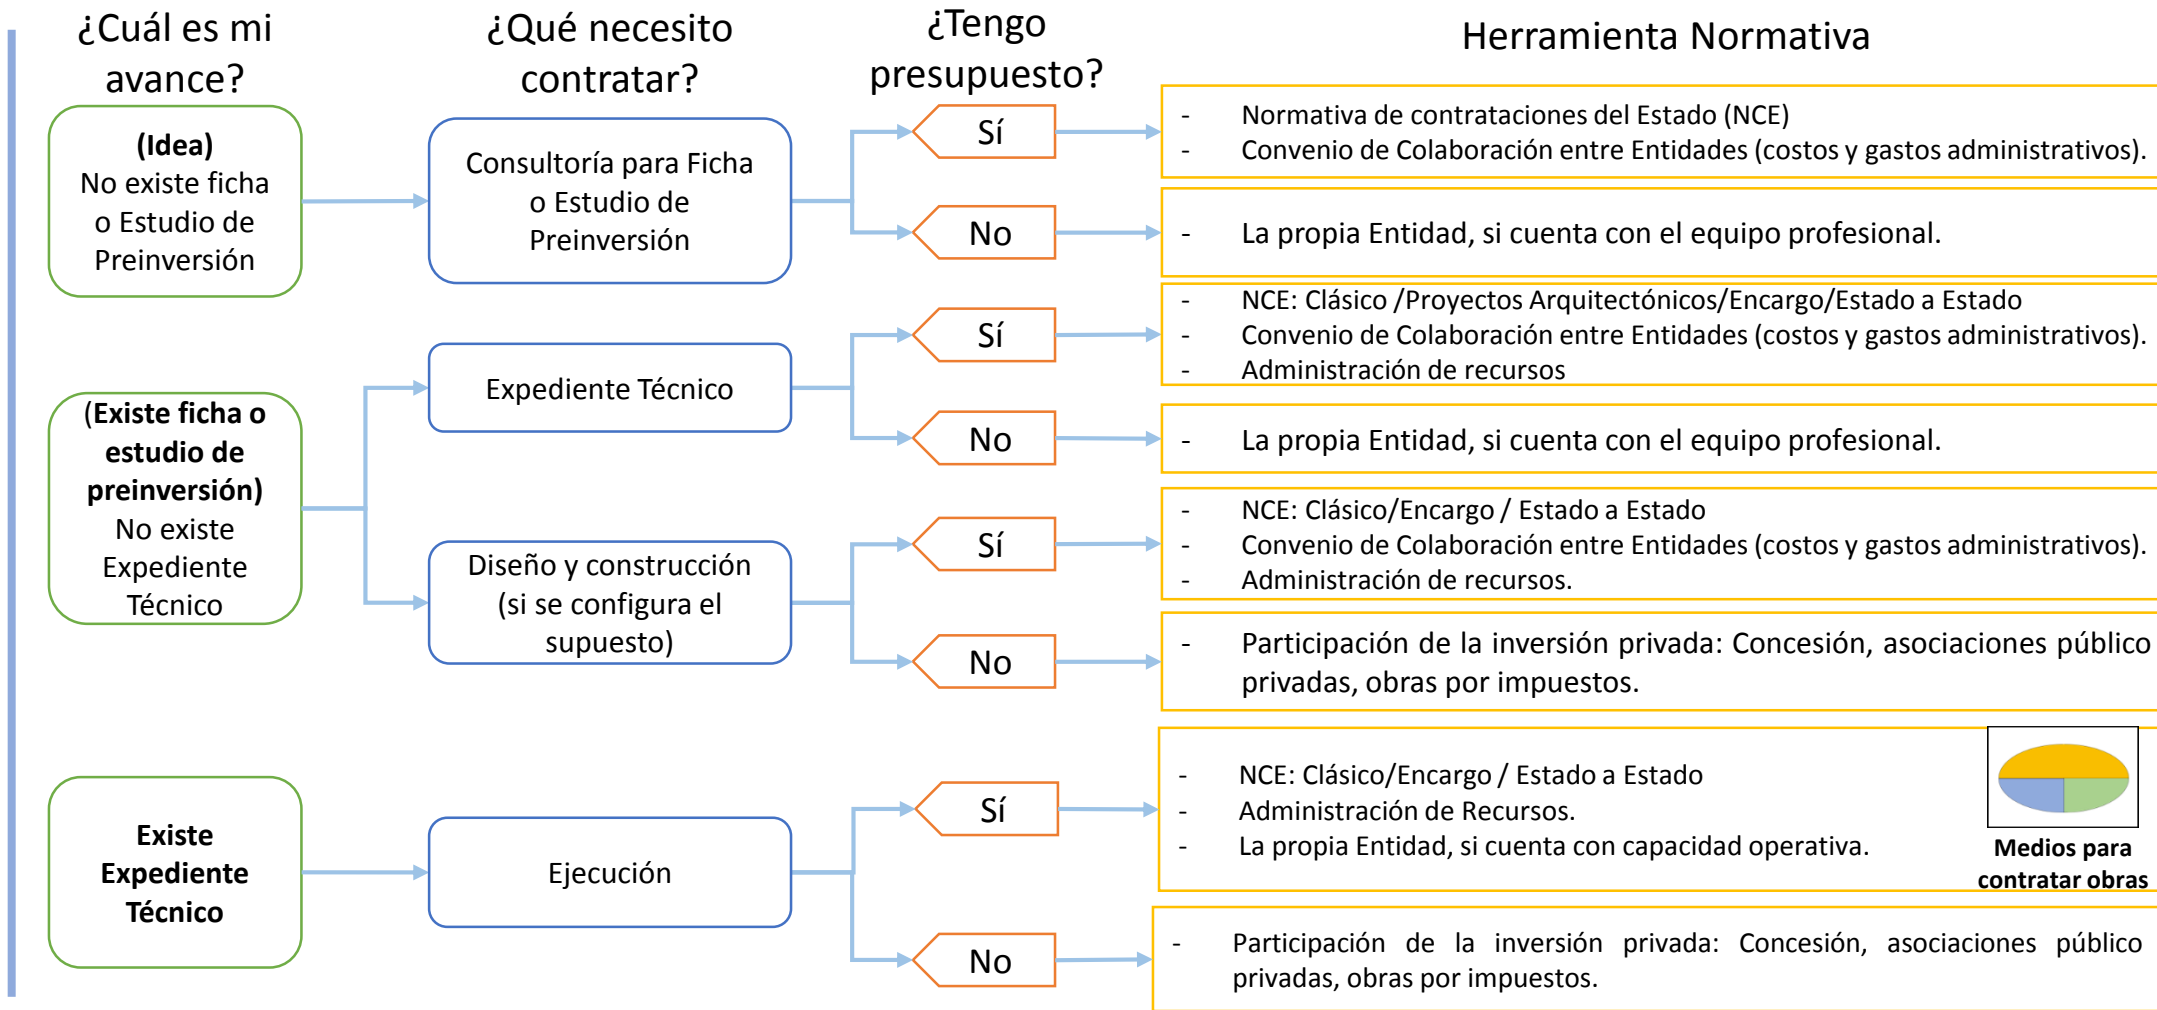 ¿Cuál es mi
avance?
¿Qué necesito
contratar?
¿Tengo
presupuesto?
Herramienta Normativa
(Idea)
No existe ficha
o Estudio de
Preinversión
Consultoría para Ficha
o Estudio de
Preinversión
Sí
- Normativa de contrataciones del Estado (NCE)
- Convenio de Colaboración entre Entidades (costos y gastos administrativos).
No
- La propia Entidad, si cuenta con el equipo profesional.
(Existe ficha o
estudio de
preinversión)
No existe
Expediente
Técnico
Expediente Técnico
Sí
- NCE: Clásico /Proyectos Arquitectónicos/Encargo/Estado a Estado
- Convenio de Colaboración entre Entidades (costos y gastos administrativos).
- Administración de recursos
No
- La propia Entidad, si cuenta con el equipo profesional.
Diseño y construcción
(si se configura el
supuesto)
Sí
- NCE: Clásico/Encargo / Estado a Estado
- Convenio de Colaboración entre Entidades (costos y gastos administrativos).
- Administración de recursos.
No
- Participación de la inversión privada: Concesión, asociaciones público
privadas, obras por impuestos.
Existe
Expediente
Técnico
Ejecución
Sí
- NCE: Clásico/Encargo / Estado a Estado
- Administración de Recursos.
- La propia Entidad, si cuenta con capacidad operativa.
Medios para
contratar obras
No
- Participación de la inversión privada: Concesión, asociaciones público
privadas, obras por impuestos.